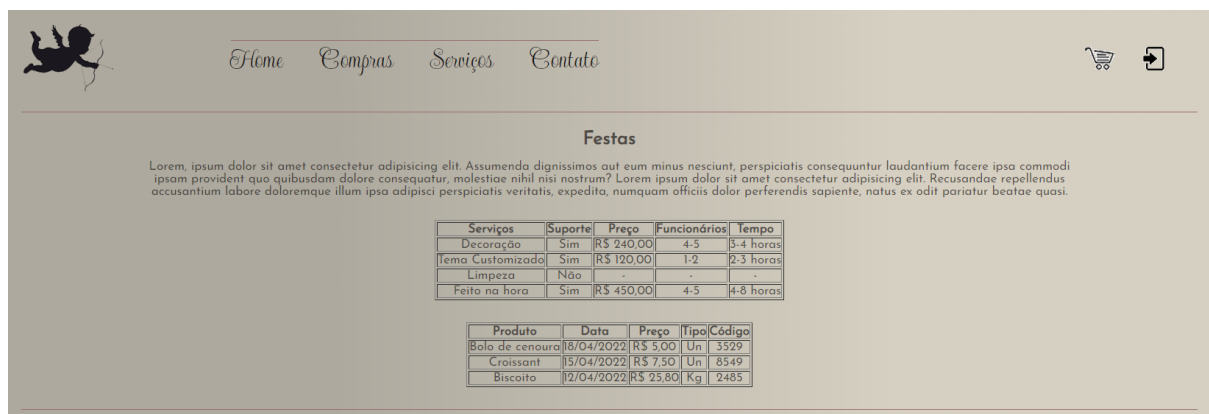 Home Compras Serviços Contato
Festas
Lorem, ipsum dolor sit amet consectetur adipisicing elit. Assumenda dignissimos aut eum minus nesciunt, perspiciatis consequuntur laudantium facere ipsa commodi
ipsam provident quo quibusdam dolore consequatur, molestiae nihil nisi nostrum? Lorem ipsum dolor sit amet consectetur adipisicing elit. Recusandae repellendus
accusantium labore doloremque illum ipsa adipisci perspiciatis veritatis, expedita, numquam officiis dolor perferendis sapiente, natus ex odit pariatur beatae quasi.
Serviços Suporte Preço Funcionários Tempo
Decoração Sim R$ 240,00 4-5 3-4 horas
Tema Customizado Sim R$ 120,00 1-2 2-3 horas
Limpeza Não - - -
Feito na hora Sim R$ 450,00 4-5 4-8 horas
Produto Data Preço Tipo Código
Bolo de cenoura 18/04/2022 R$ 5,00 Un 3529
Croissant 15/04/2022 R$ 7,50 Un 8549
Biscoito 12/04/2022 R$ 25,80 Kg 2485